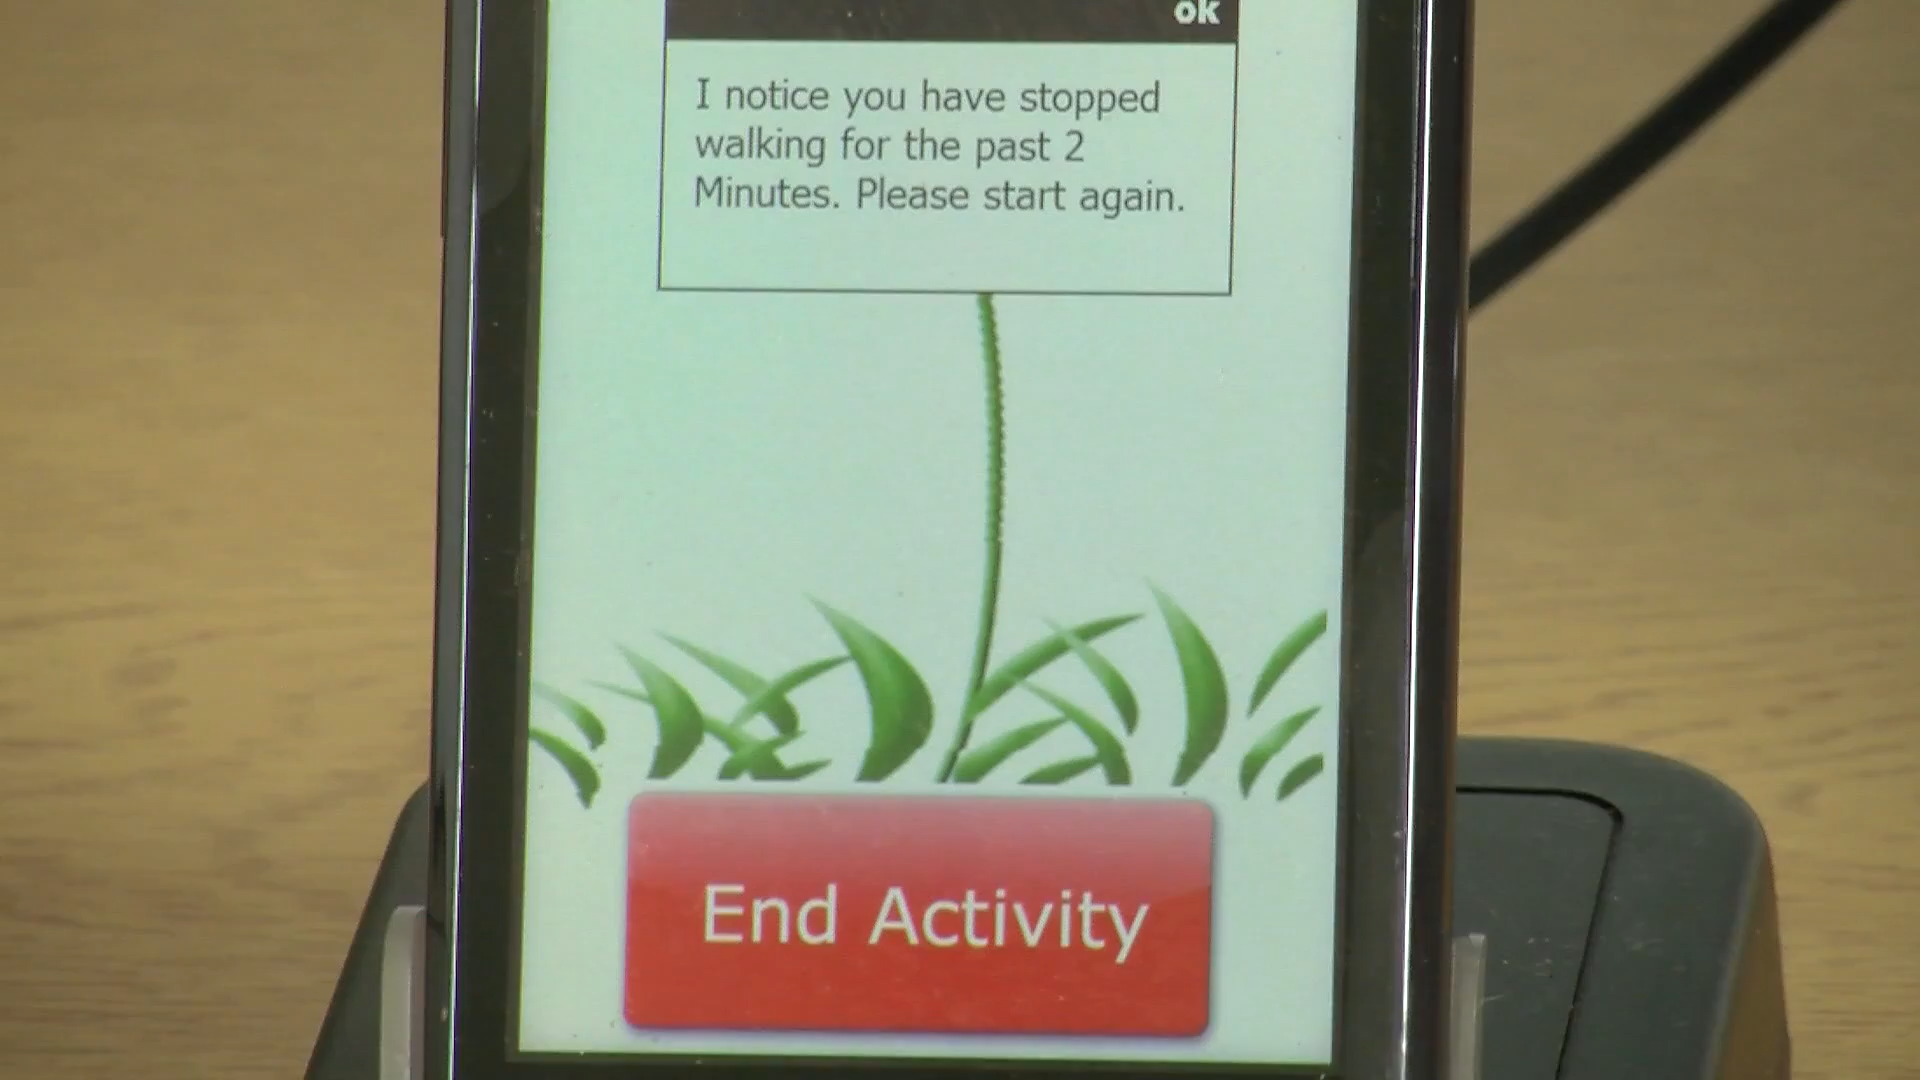 ok
I notice you have stopped
walking for the past 2
Minutes. Please start again.
End Activity